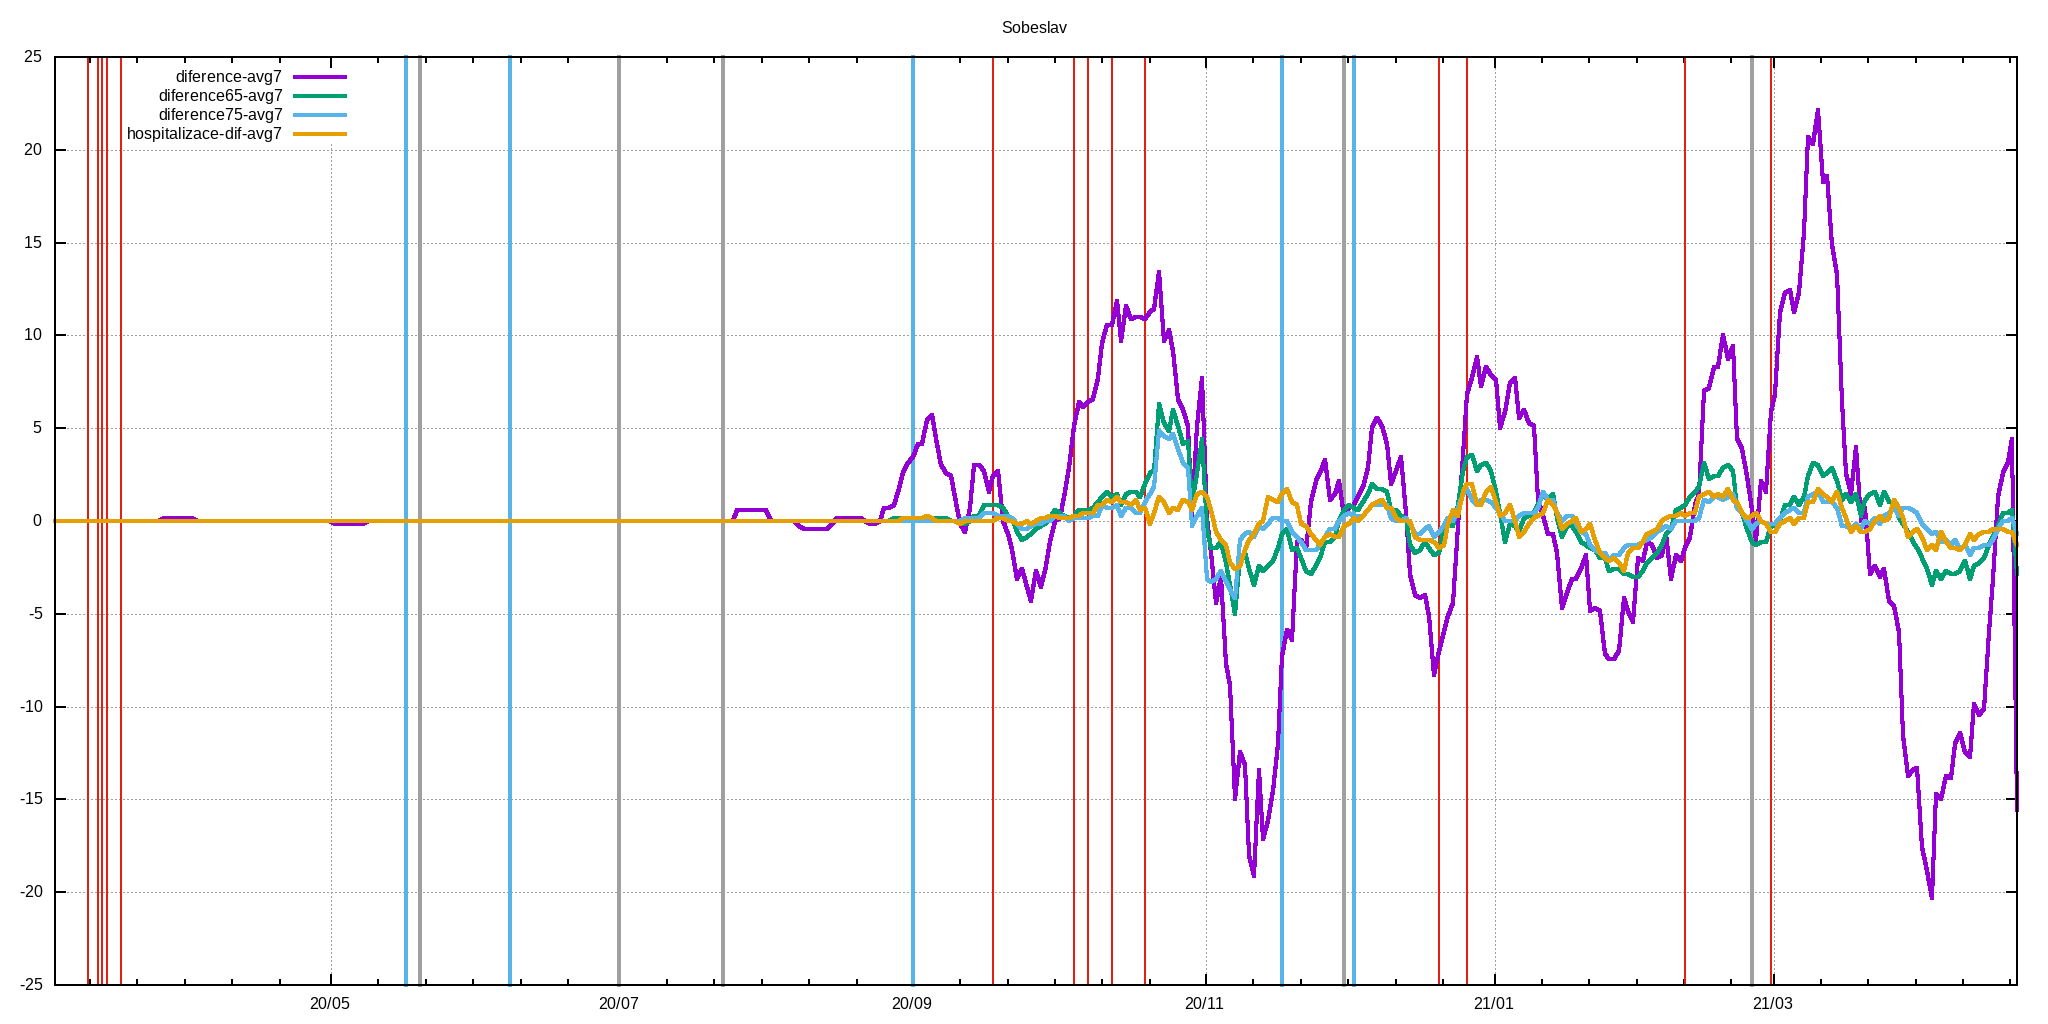 Sobeslav
diference-avg7
diference65-avg7
diference75-avg7
hospitalizace-dif-avg7
25
20
15
10
5
0
-5
-10
-15
-20
-25
20/05 20/07 20/09 20/11 21/01 21/03